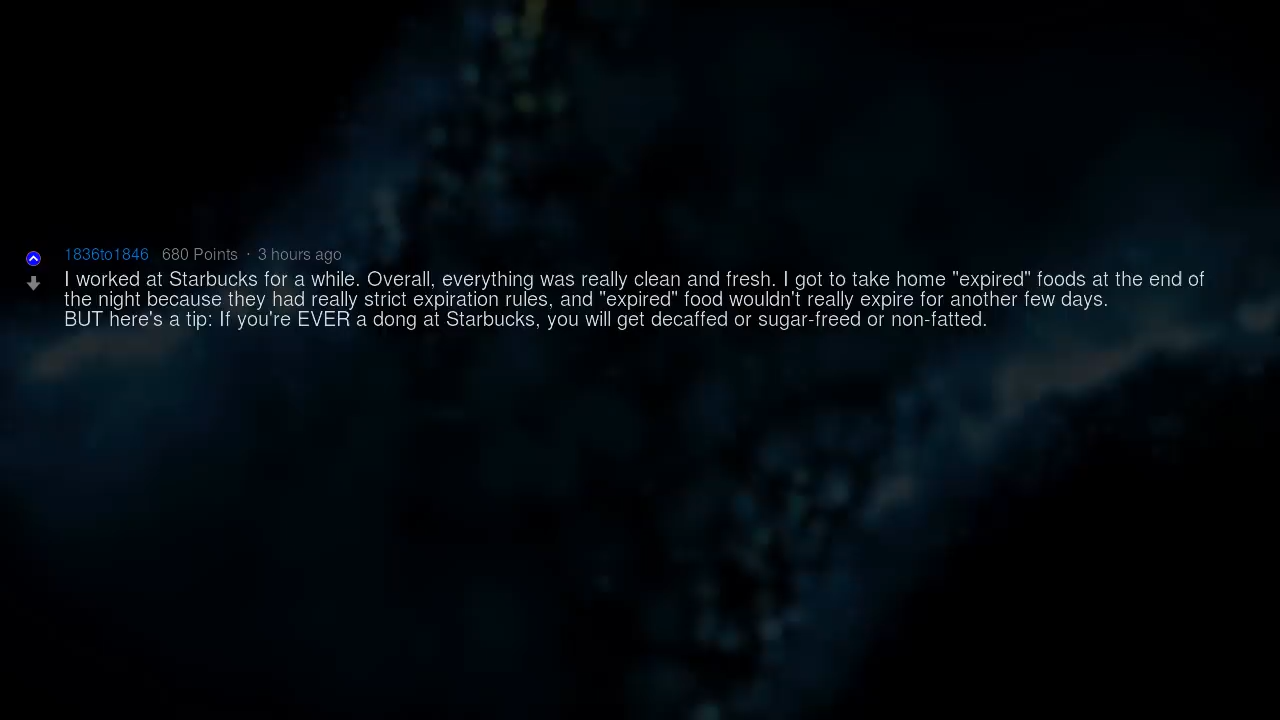 1836to1846 680 Points · 3 hours ago
I worked at Starbucks for a while. Overall, everything was really clean and fresh. I got to take home "expired" foods at the end of
the night because they had really strict expiration rules, and "expired" food wouldn't really expire for another few days.
BUT here's a tip: If you're EVER a dong at Starbucks, you will get decaffed or sugar-freed or non-fatted.